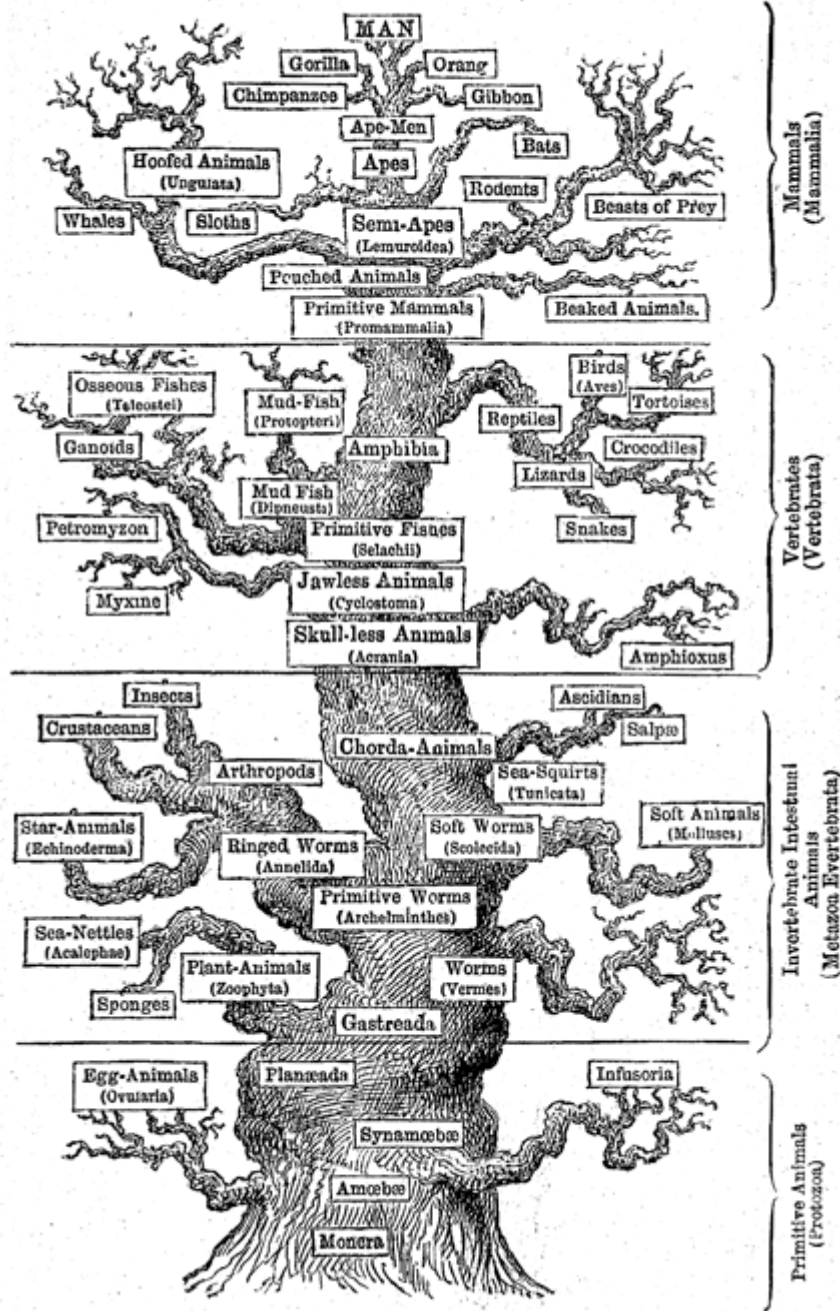 MAN
Gorilla
Orang
Chimpanzee
Gibbon
Ape-Men
Bats
Hoofed Animals
(Ungulata)
Apes
Rodents
Whales
Sloths
Semi-Apes
(Lemuroidea)
Beasts of Prey
Pouched Animals
Primitive Mammals
(Promammalia)
Beaked Animals.
Mammals
(Mammalia)
Osseous Fishes
(Teleostei)
Mud-Fish
(Protopteri)
Birds
(Aves)
Tortoises
Reptiles
Ganoids
Amphibia
Crocodiles
Lizards
Mud Fish
(Dipneusta)
Petromyzon
Primitive Fishes
(Selachii)
Snakes
Jawless Animals
(Cyclostoma)
Myxine
Skull-less Animals
(Acrania)
Amphioxus
Vertebrates
(Vertebrata)
Insects
Ascidians
Crustaceans
Salpæ
Chorda-Animals
Arthropods
Sea-Squirts
(Tunicata)
Star-Animals
(Echinoderma)
Ringed Worms
(Annelida)
Soft Worms
(Scolecida)
Soft Animals
(Mollusca)
Primitive Worms
(Archelminthes)
Sea-Nettles
(Acalephae)
Plant-Animals
(Zoophyta)
Worms
(Vermes)
Sponges
Gastreada
Invertebrate Intestinal
Animals
(Metazoa Evertebrata)
Egg-Animals
(Ovularia)
Planæada
Infusoria
Synamœbæ
Amœbæ
Monera
Primitive Animals
(Protozoa)